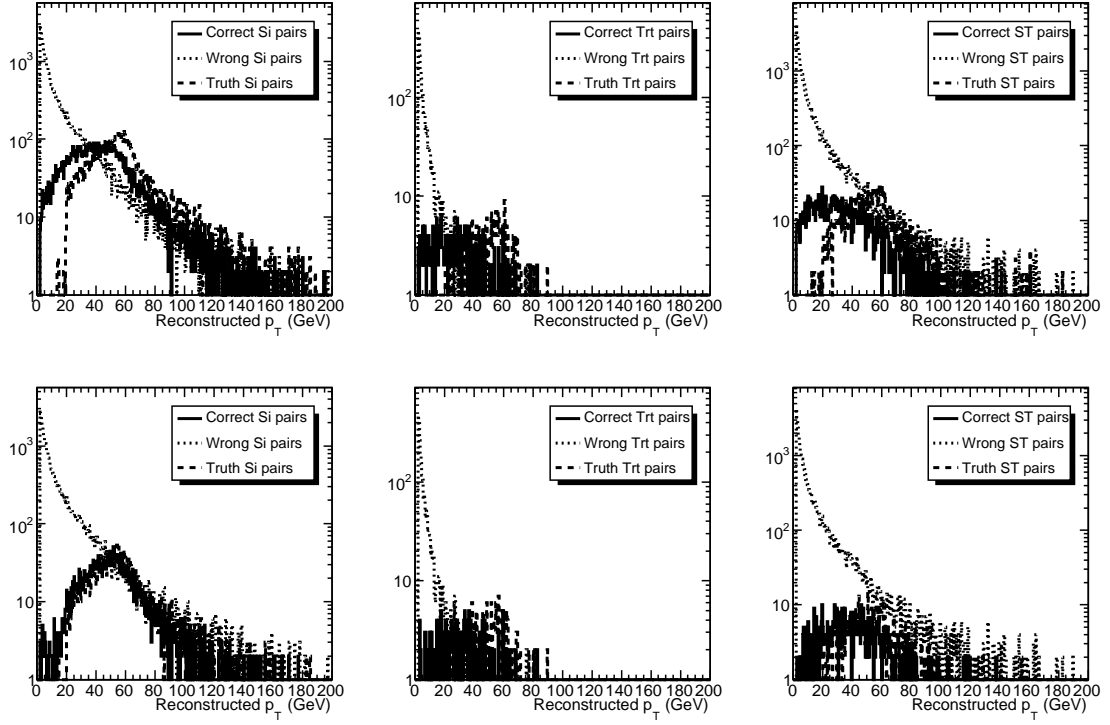 Correct Si pairs
Wrong Si pairs
Truth Si pairs
10³
10²
10
1
0 20 40 60 80 100 120 140 160 180 200
Reconstructed p_T (GeV)
Correct Trt pairs
Wrong Trt pairs
Truth Trt pairs
10²
10
1
0 20 40 60 80 100 120 140 160 180 200
Reconstructed p_T (GeV)
Correct ST pairs
Wrong ST pairs
Truth ST pairs
10³
10²
10
1
0 20 40 60 80 100 120 140 160 180 200
Reconstructed p_T (GeV)
Correct Si pairs
Wrong Si pairs
Truth Si pairs
10³
10²
10
1
0 20 40 60 80 100 120 140 160 180 200
Reconstructed p_T (GeV)
Correct Trt pairs
Wrong Trt pairs
Truth Trt pairs
10²
10
1
0 20 40 60 80 100 120 140 160 180 200
Reconstructed p_T (GeV)
Correct ST pairs
Wrong ST pairs
Truth ST pairs
10³
10²
10
1
0 20 40 60 80 100 120 140 160 180 200
Reconstructed p_T (GeV)